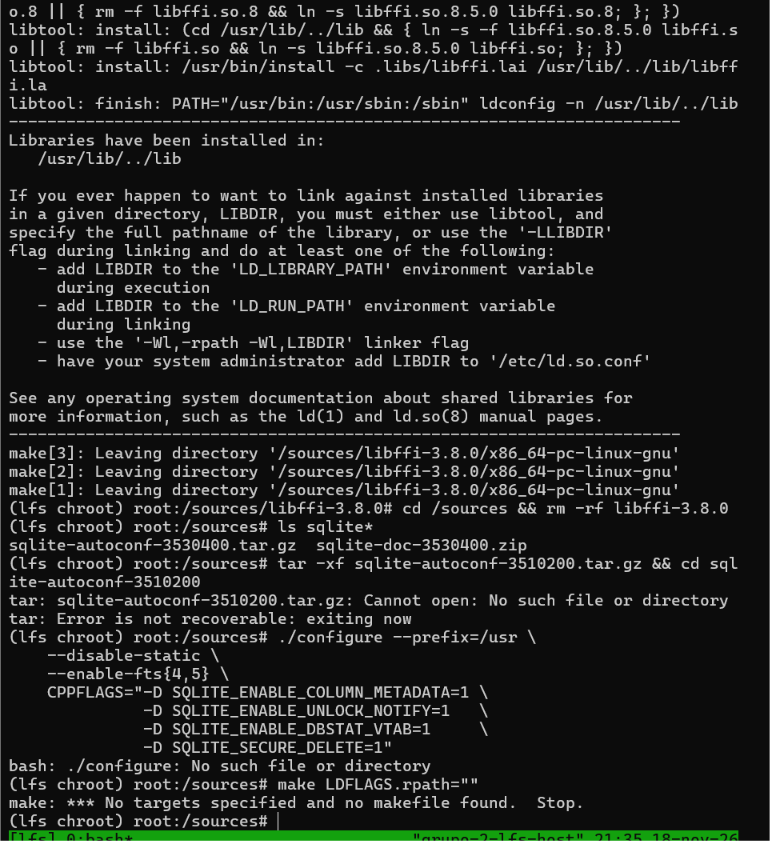 o.8 || { rm -f libffi.so.8 && ln -s libffi.so.8.5.0 libffi.so.8; }; })
libtool: install: (cd /usr/lib/../lib && { ln -s -f libffi.so.8.5.0 libffi.s
o || { rm -f libffi.so && ln -s libffi.so.8.5.0 libffi.so; }; })
libtool: install: /usr/bin/install -c .libs/libffi.lai /usr/lib/../lib/libff
i.la
libtool: finish: PATH="/usr/bin:/usr/sbin:/sbin" ldconfig -n /usr/lib/../lib
----------------------------------------------------------------------
Libraries have been installed in:
   /usr/lib/../lib

If you ever happen to want to link against installed libraries
in a given directory, LIBDIR, you must either use libtool, and
specify the full pathname of the library, or use the '-LLIBDIR'
flag during linking and do at least one of the following:
   - add LIBDIR to the 'LD_LIBRARY_PATH' environment variable
     during execution
   - add LIBDIR to the 'LD_RUN_PATH' environment variable
     during linking
   - use the '-Wl,-rpath -Wl,LIBDIR' linker flag
   - have your system administrator add LIBDIR to '/etc/ld.so.conf'

See any operating system documentation about shared libraries for
more information, such as the ld(1) and ld.so(8) manual pages.
----------------------------------------------------------------------
make[3]: Leaving directory '/sources/libffi-3.8.0/x86_64-pc-linux-gnu'
make[2]: Leaving directory '/sources/libffi-3.8.0/x86_64-pc-linux-gnu'
make[1]: Leaving directory '/sources/libffi-3.8.0/x86_64-pc-linux-gnu'
(lfs chroot) root:/sources/libffi-3.8.0# cd /sources && rm -rf libffi-3.8.0
(lfs chroot) root:/sources# ls sqlite*
sqlite-autoconf-3530400.tar.gz  sqlite-doc-3530400.zip
(lfs chroot) root:/sources# tar -xf sqlite-autoconf-3510200.tar.gz && cd sql
ite-autoconf-3510200
tar: sqlite-autoconf-3510200.tar.gz: Cannot open: No such file or directory
tar: Error is not recoverable: exiting now
(lfs chroot) root:/sources# ./configure --prefix=/usr \
    --disable-static \
    --enable-fts{4,5} \
    CPPFLAGS="-D SQLITE_ENABLE_COLUMN_METADATA=1 \
              -D SQLITE_ENABLE_UNLOCK_NOTIFY=1   \
              -D SQLITE_ENABLE_DBSTAT_VTAB=1     \
              -D SQLITE_SECURE_DELETE=1"
bash: ./configure: No such file or directory
(lfs chroot) root:/sources# make LDFLAGS.rpath=""
make: *** No targets specified and no makefile found.  Stop.
(lfs chroot) root:/sources#
[lfs] 0:bash* "grupo-2-lfs-host" 21:35 18-nov-26